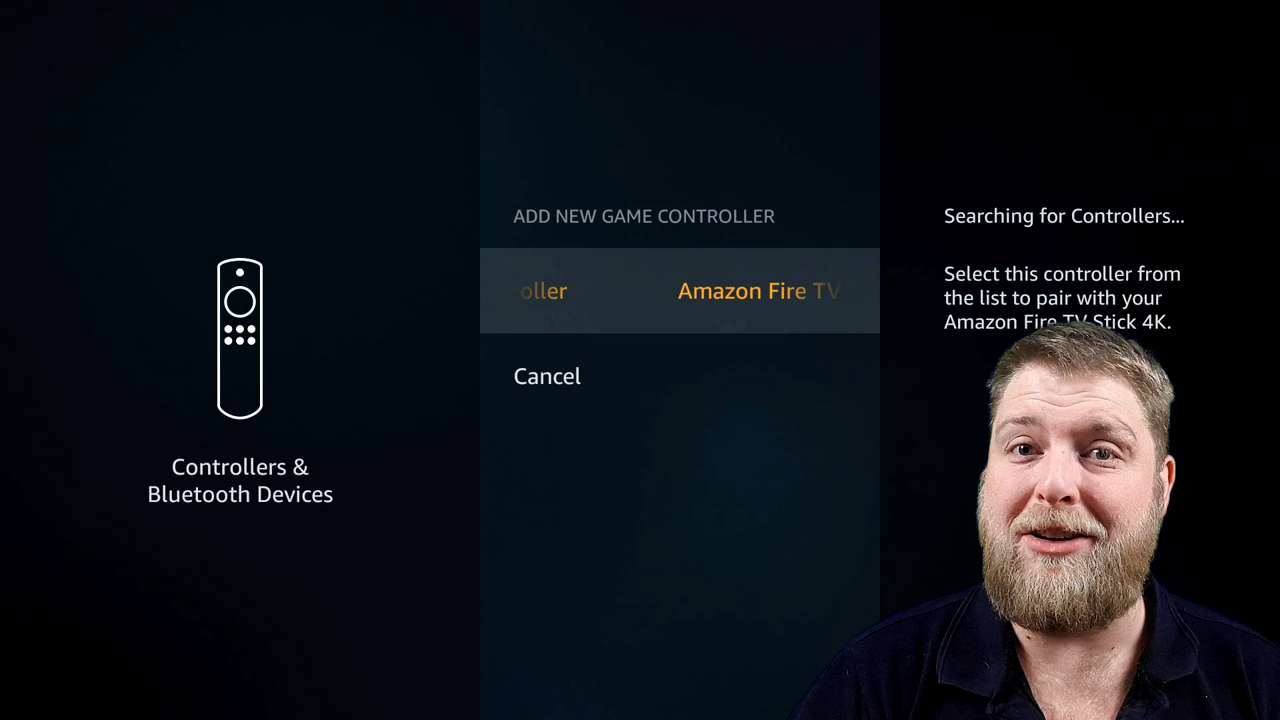 Controllers &
Bluetooth Devices
ADD NEW GAME CONTROLLER
oller Amazon Fire TV
Cancel
Searching for Controllers...
Select this controller from
the list to pair with your
Amazon Fire TV Stick 4K.